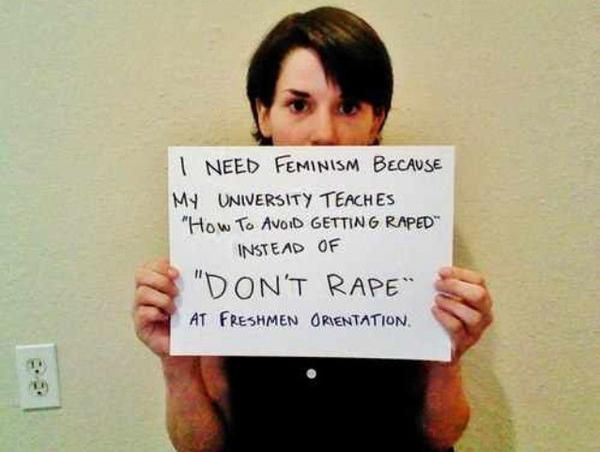 I NEED FEMINISM BECAUSE
MY UNIVERSITY TEACHES
"HOW TO AVOID GETTING RAPED"
INSTEAD OF
"DON'T RAPE"
AT FRESHMEN ORIENTATION.